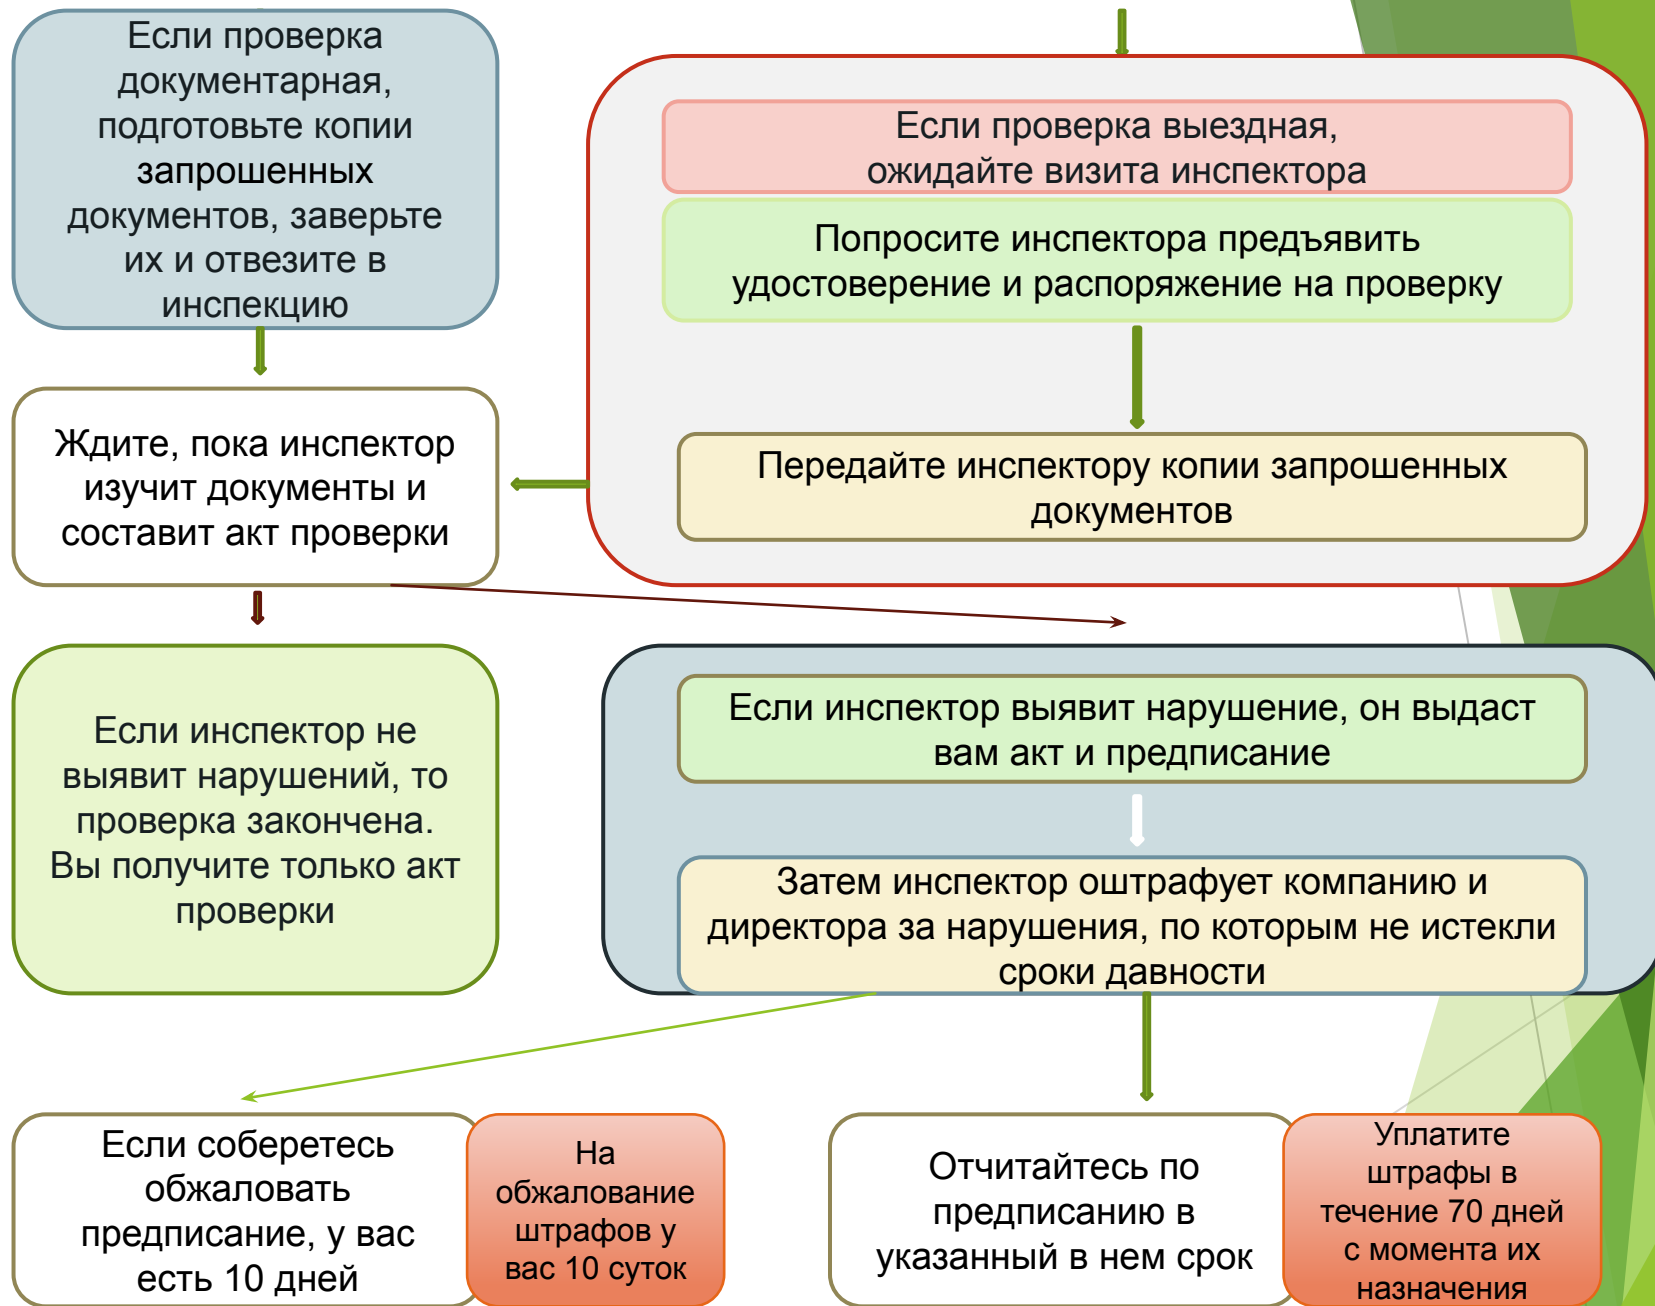 Если проверка
документарная,
подготовьте копии
запрошенных
документов, заверьте
их и отвезите в
инспекцию
Если проверка выездная,
ожидайте визита инспектора
Попросите инспектора предъявить
удостоверение и распоряжение на проверку
Передайте инспектору копии запрошенных
документов
Ждите, пока инспектор
изучит документы и
составит акт проверки
Если инспектор не
выявит нарушений, то
проверка закончена.
Вы получите только акт
проверки
Если инспектор выявит нарушение, он выдаст
вам акт и предписание
Затем инспектор оштрафует компанию и
директора за нарушения, по которым не истекли
сроки давности
Если соберетесь
обжаловать
предписание, у вас
есть 10 дней
На
обжалование
штрафов у
вас 10 суток
Отчитайтесь по
предписанию в
указанный в нем срок
Уплатите
штрафы в
течение 70 дней
с момента их
назначения